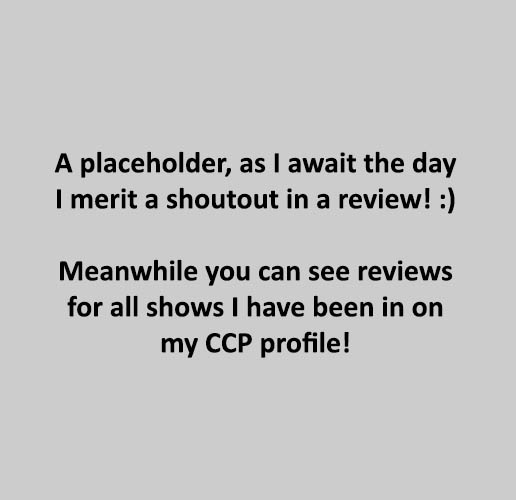 A placeholder, as I await the day
I merit a shoutout in a review! :)
Meanwhile you can see reviews
for all shows I have been in on
my CCP profile!